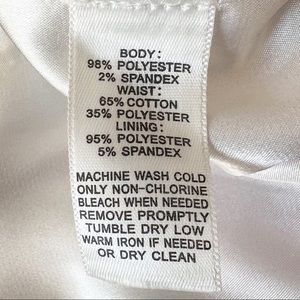 BODY:
98% POLYESTER
2% SPANDEX
WAIST:
65% COTTON
35% POLYESTER
LINING:
95% POLYESTER
5% SPANDEX
MACHINE WASH COLD
ONLY NON-CHLORINE
BLEACH WHEN NEEDED
REMOVE PROMPTLY
TUMBLE DRY LOW
WARM IRON IF NEEDED
OR DRY CLEAN